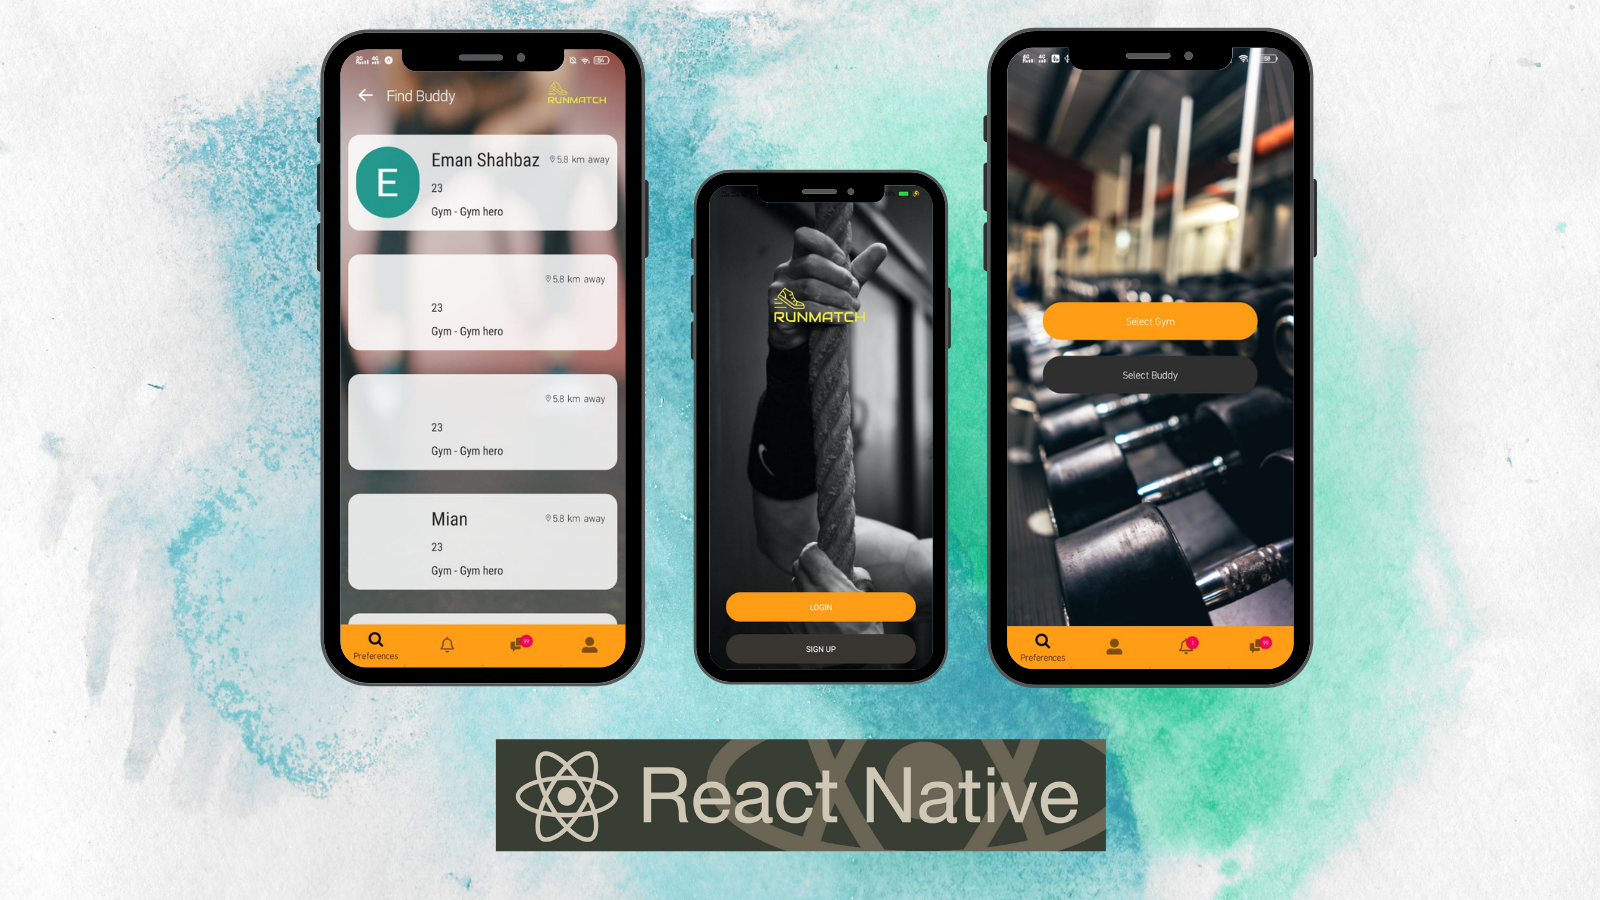 Find Buddy
RUNMATCH
E
Eman Shahbaz
5.8 km away
23
Gym - Gym hero
5.8 km away
23
Gym - Gym hero
5.8 km away
23
Gym - Gym hero
Mian
5.8 km away
23
Gym - Gym hero
Preferences
99
RUNMATCH
LOGIN
SIGN UP
Select Gym
Select Buddy
Preferences
1
99
React Native